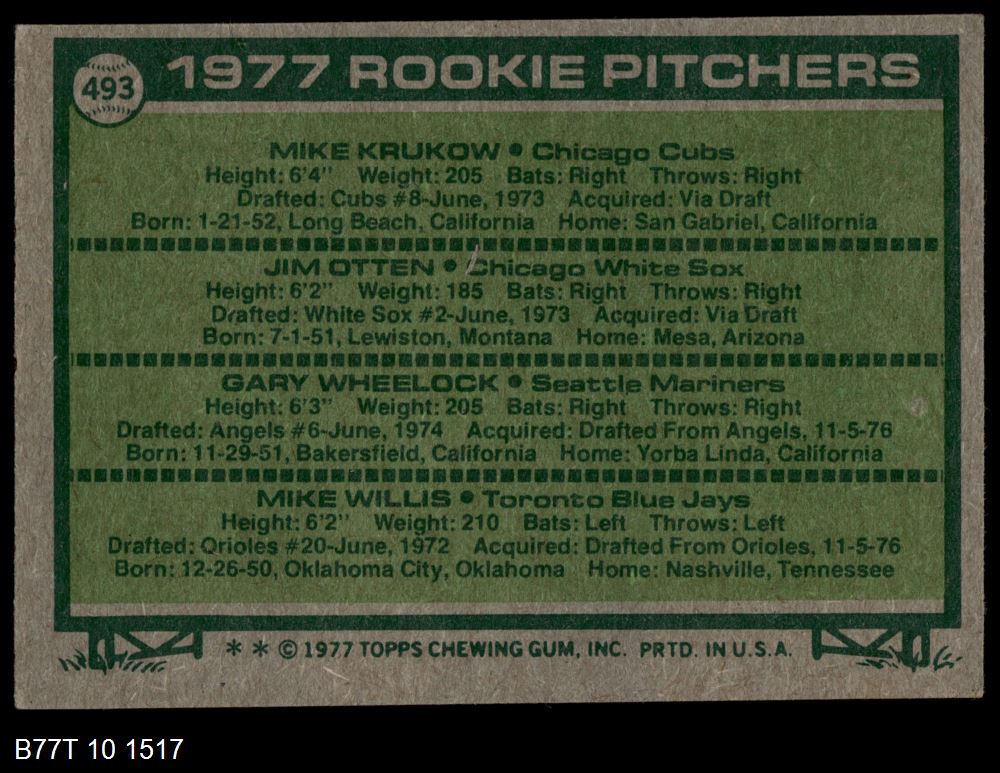 493
1977 ROOKIE PITCHERS
MIKE KRUKOW • Chicago Cubs
Height: 6'4" Weight: 205 Bats: Right Throws: Right
Drafted: Cubs #8-June, 1973 Acquired: Via Draft
Born: 1-21-52, Long Beach, California Home: San Gabriel, California
JIM OTTEN • Chicago White Sox
Height: 6'2" Weight: 185 Bats: Right Throws: Right
Drafted: White Sox #2-June, 1973 Acquired: Via Draft
Born: 7-1-51, Lewiston, Montana Home: Mesa, Arizona
GARY WHEELOCK • Seattle Mariners
Height: 6'3" Weight: 205 Bats: Right Throws: Right
Drafted: Angels #6-June, 1974 Acquired: Drafted From Angels, 11-5-76
Born: 11-29-51, Bakersfield, California Home: Yorba Linda, California
MIKE WILLIS • Toronto Blue Jays
Height: 6'2" Weight: 210 Bats: Left Throws: Left
Drafted: Orioles #20-June, 1972 Acquired: Drafted From Orioles, 11-5-76
Born: 12-26-50, Oklahoma City, Oklahoma Home: Nashville, Tennessee
* * © 1977 TOPPS CHEWING GUM, INC. PRTD. IN U.S.A.
B77T 10 1517